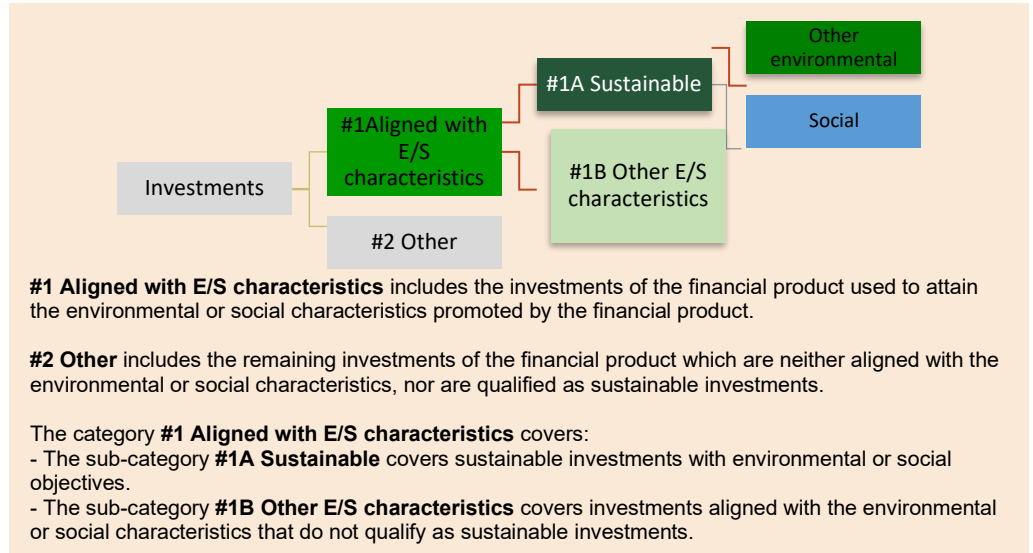 Other
environmental
#1A Sustainable
#1Aligned with
E/S
characteristics
Social
#1B Other E/S
characteristics
Investments
#2 Other
#1 Aligned with E/S characteristics includes the investments of the financial product used to attain
the environmental or social characteristics promoted by the financial product.
#2 Other includes the remaining investments of the financial product which are neither aligned with the
environmental or social characteristics, nor are qualified as sustainable investments.
The category #1 Aligned with E/S characteristics covers:
- The sub-category #1A Sustainable covers sustainable investments with environmental or social
objectives.
- The sub-category #1B Other E/S characteristics covers investments aligned with the environmental
or social characteristics that do not qualify as sustainable investments.